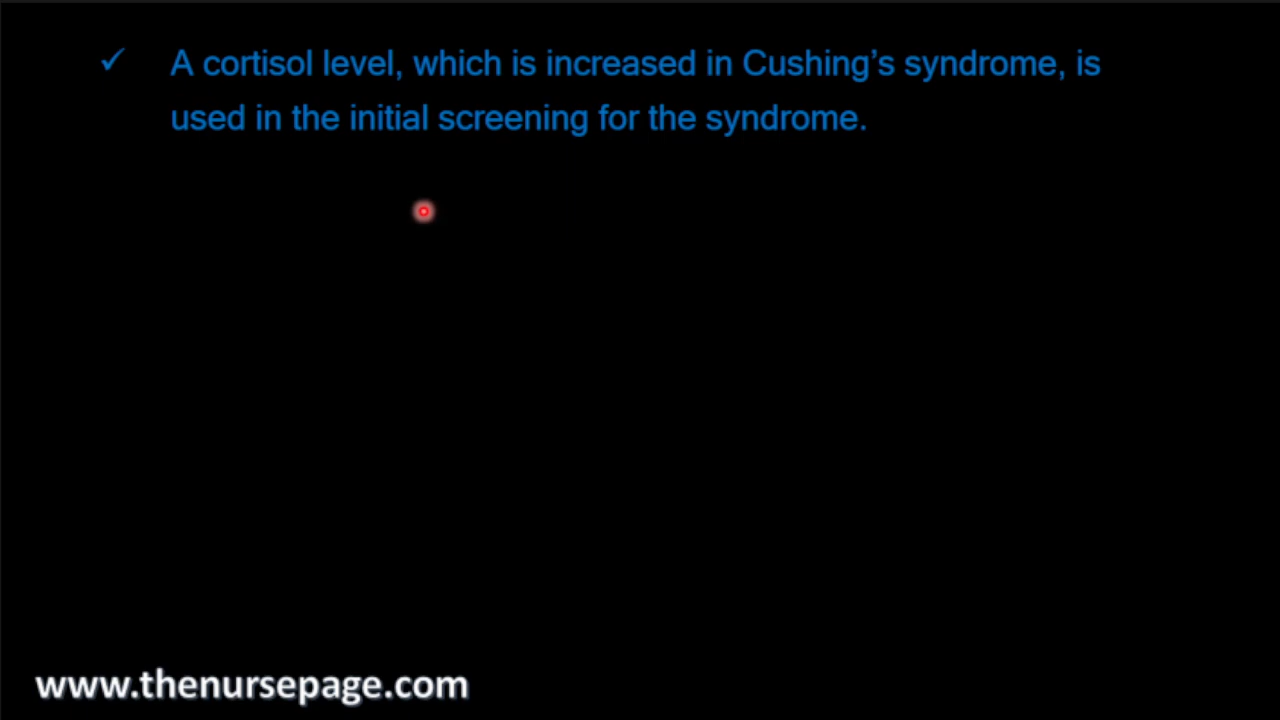 ✓ A cortisol level, which is increased in Cushing’s syndrome, is
used in the initial screening for the syndrome.
www.thenursepage.com